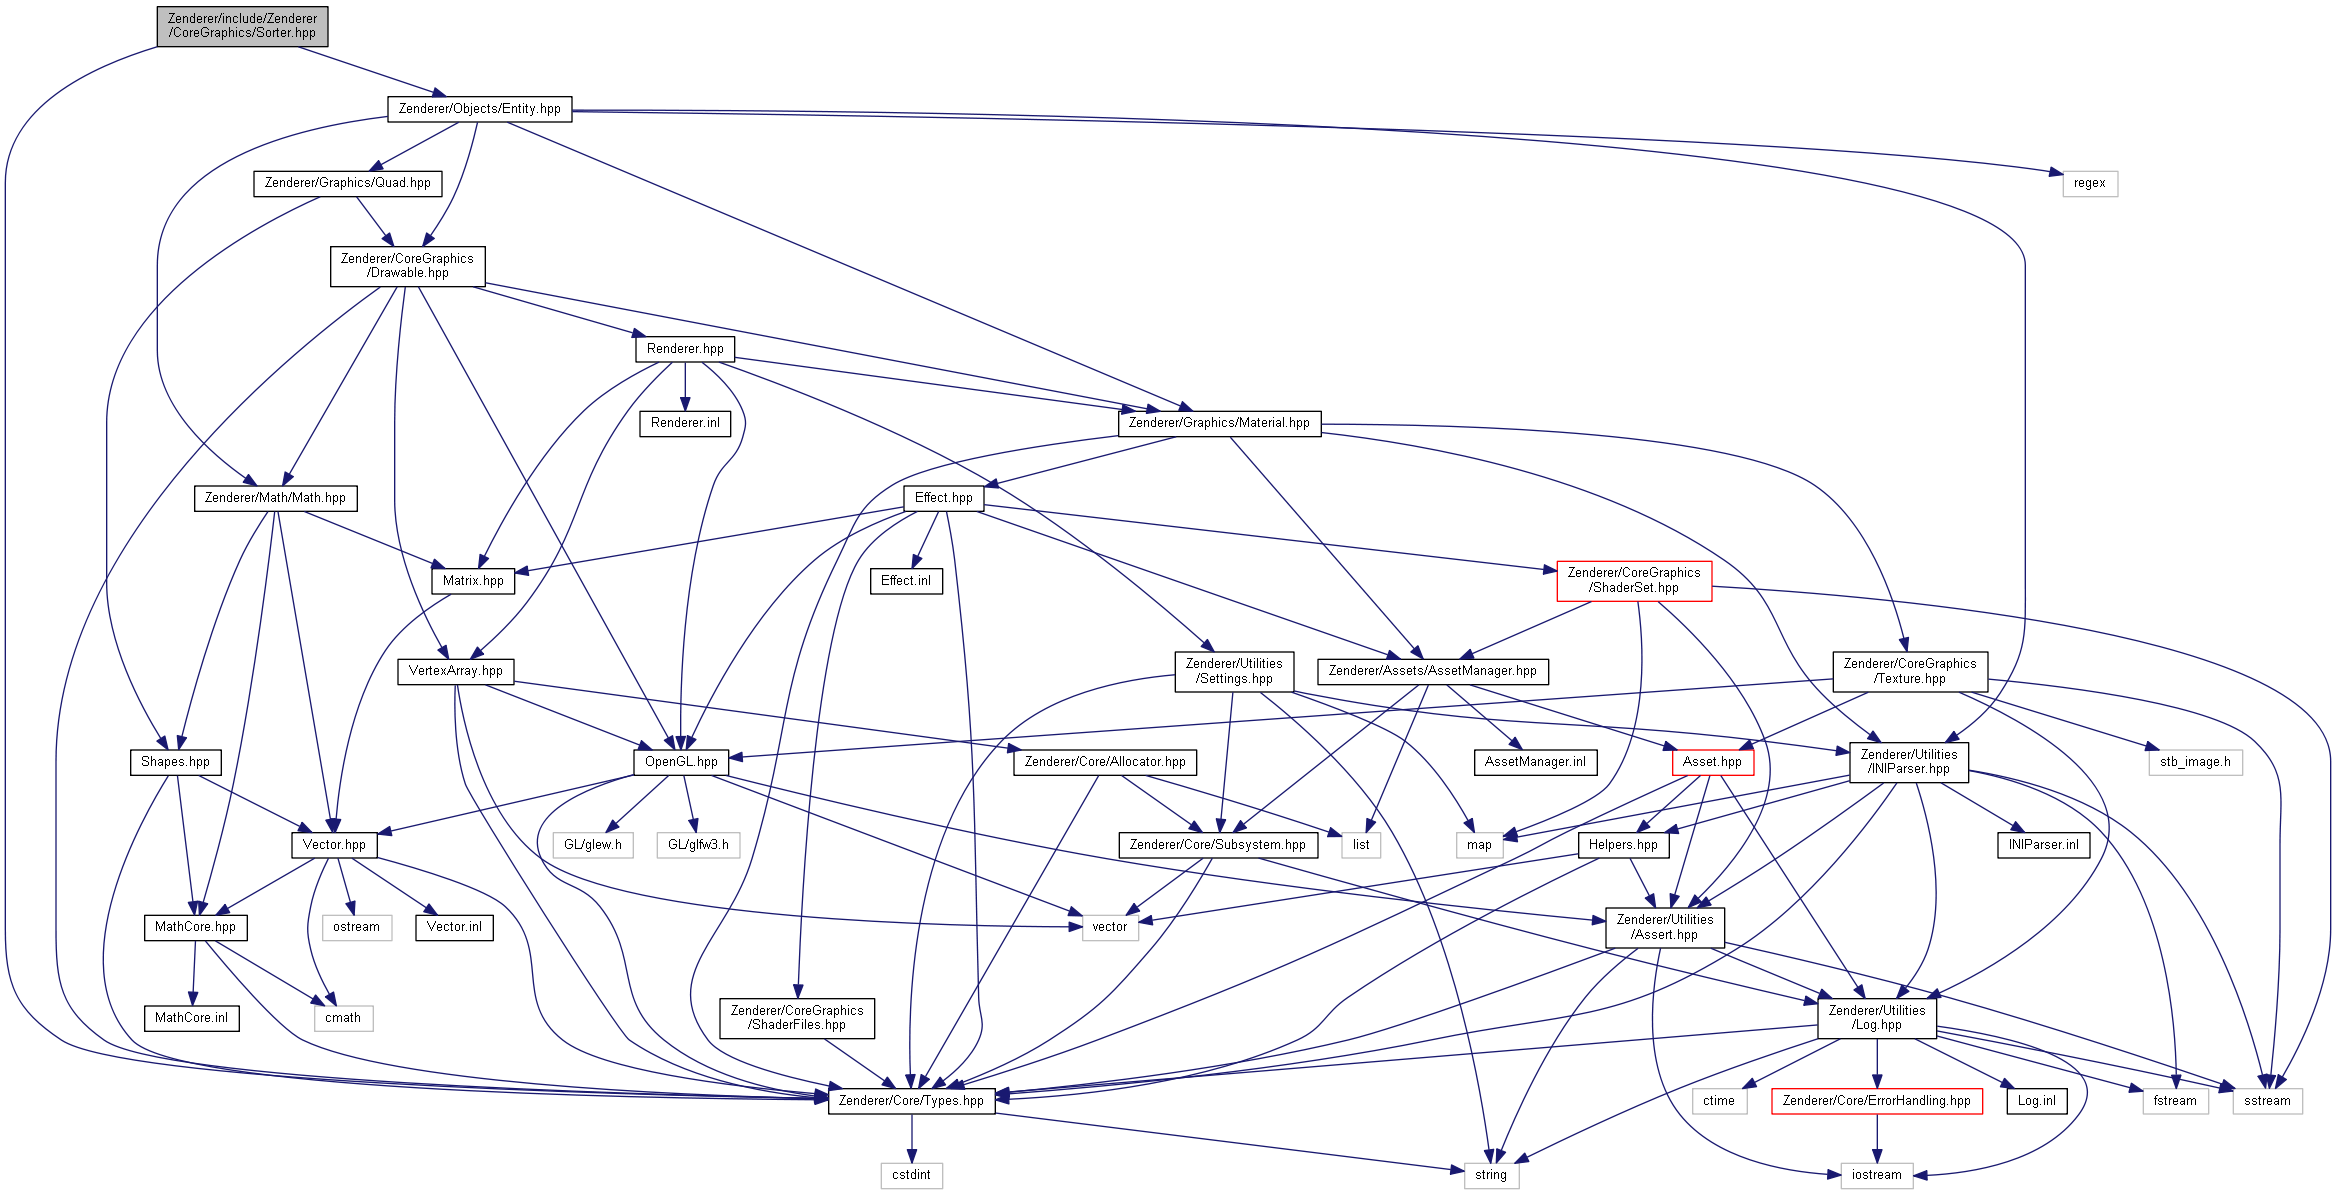 Zenderer/include/Zenderer
/CoreGraphics/Sorter.hpp
Zenderer/Objects/Entity.hpp
Zenderer/Graphics/Quad.hpp
regex
Zenderer/CoreGraphics
/Drawable.hpp
Renderer.hpp
Renderer.inl
Zenderer/Graphics/Material.hpp
Zenderer/Math/Math.hpp
Effect.hpp
Matrix.hpp
Effect.inl
Zenderer/CoreGraphics
/ShaderSet.hpp
VertexArray.hpp
Zenderer/Utilities
/Settings.hpp
Zenderer/Assets/AssetManager.hpp
Zenderer/CoreGraphics
/Texture.hpp
Shapes.hpp
OpenGL.hpp
Zenderer/Core/Allocator.hpp
AssetManager.inl
Asset.hpp
Zenderer/Utilities
/INIParser.hpp
stb_image.h
Vector.hpp
GL/glew.h
GL/glfw3.h
Zenderer/Core/Subsystem.hpp
list
map
Helpers.hpp
INIParser.inl
MathCore.hpp
ostream
Vector.inl
vector
Zenderer/Utilities
/Assert.hpp
MathCore.inl
cmath
Zenderer/CoreGraphics
/ShaderFiles.hpp
Zenderer/Utilities
/Log.hpp
Zenderer/Core/Types.hpp
ctime
Zenderer/Core/ErrorHandling.hpp
Log.inl
fstream
sstream
cstdint
string
iostream